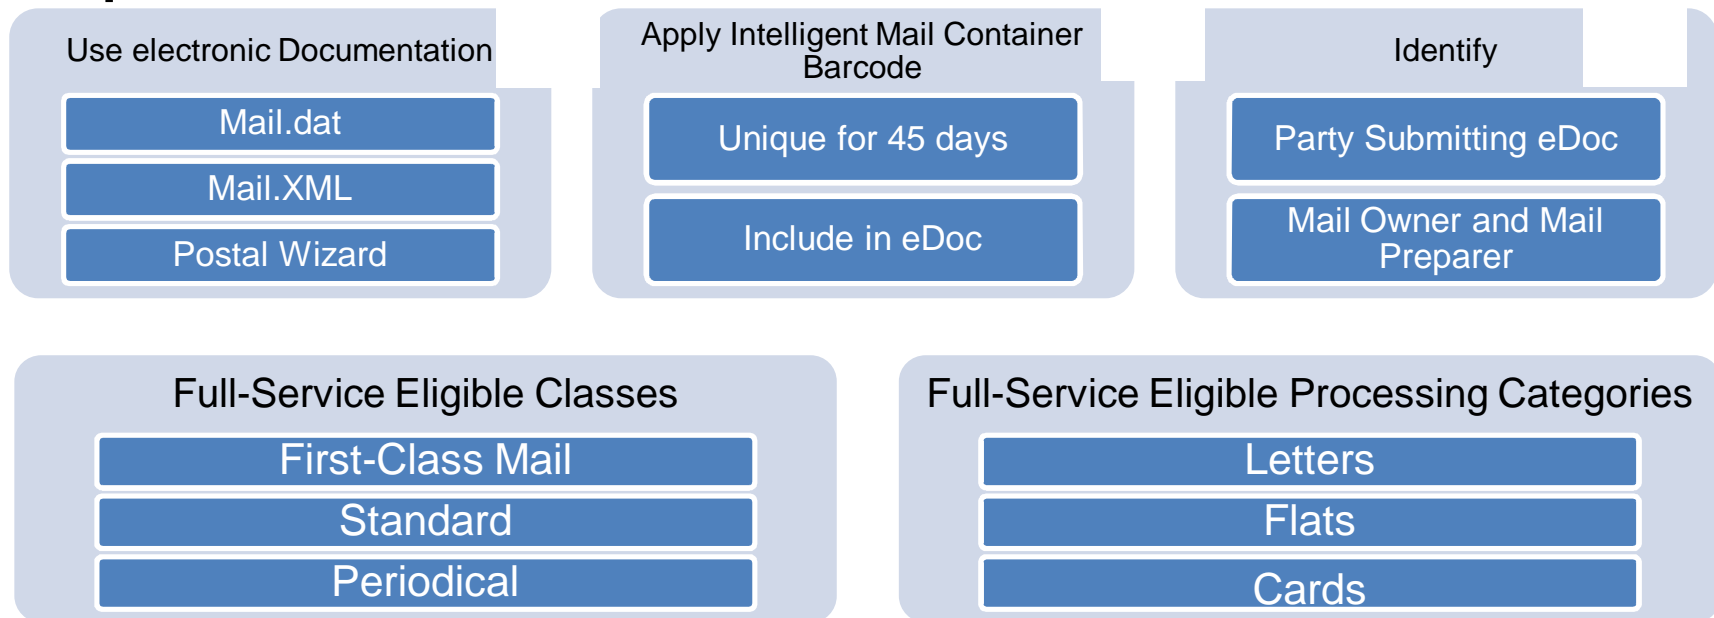 Use electronic Documentation
Mail.dat
Mail.XML
Postal Wizard
Apply Intelligent Mail Container
Barcode
Unique for 45 days
Include in eDoc
Identify
Party Submitting eDoc
Mail Owner and Mail
Preparer
Full-Service Eligible Classes
First-Class Mail
Standard
Periodical
Full-Service Eligible Processing Categories
Letters
Flats
Cards